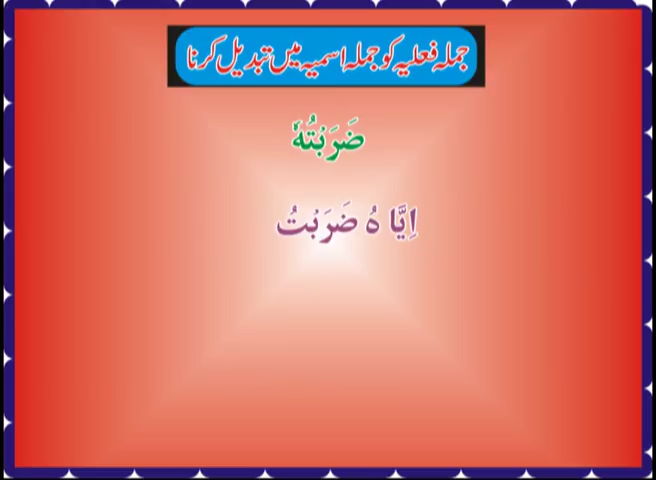 جملہ فعلیہ کو جملہ اسمیہ میں تبدیل کرنا
ضَرَبْتُہٗ
اِیَّا ہُ ضَرَبْتُ